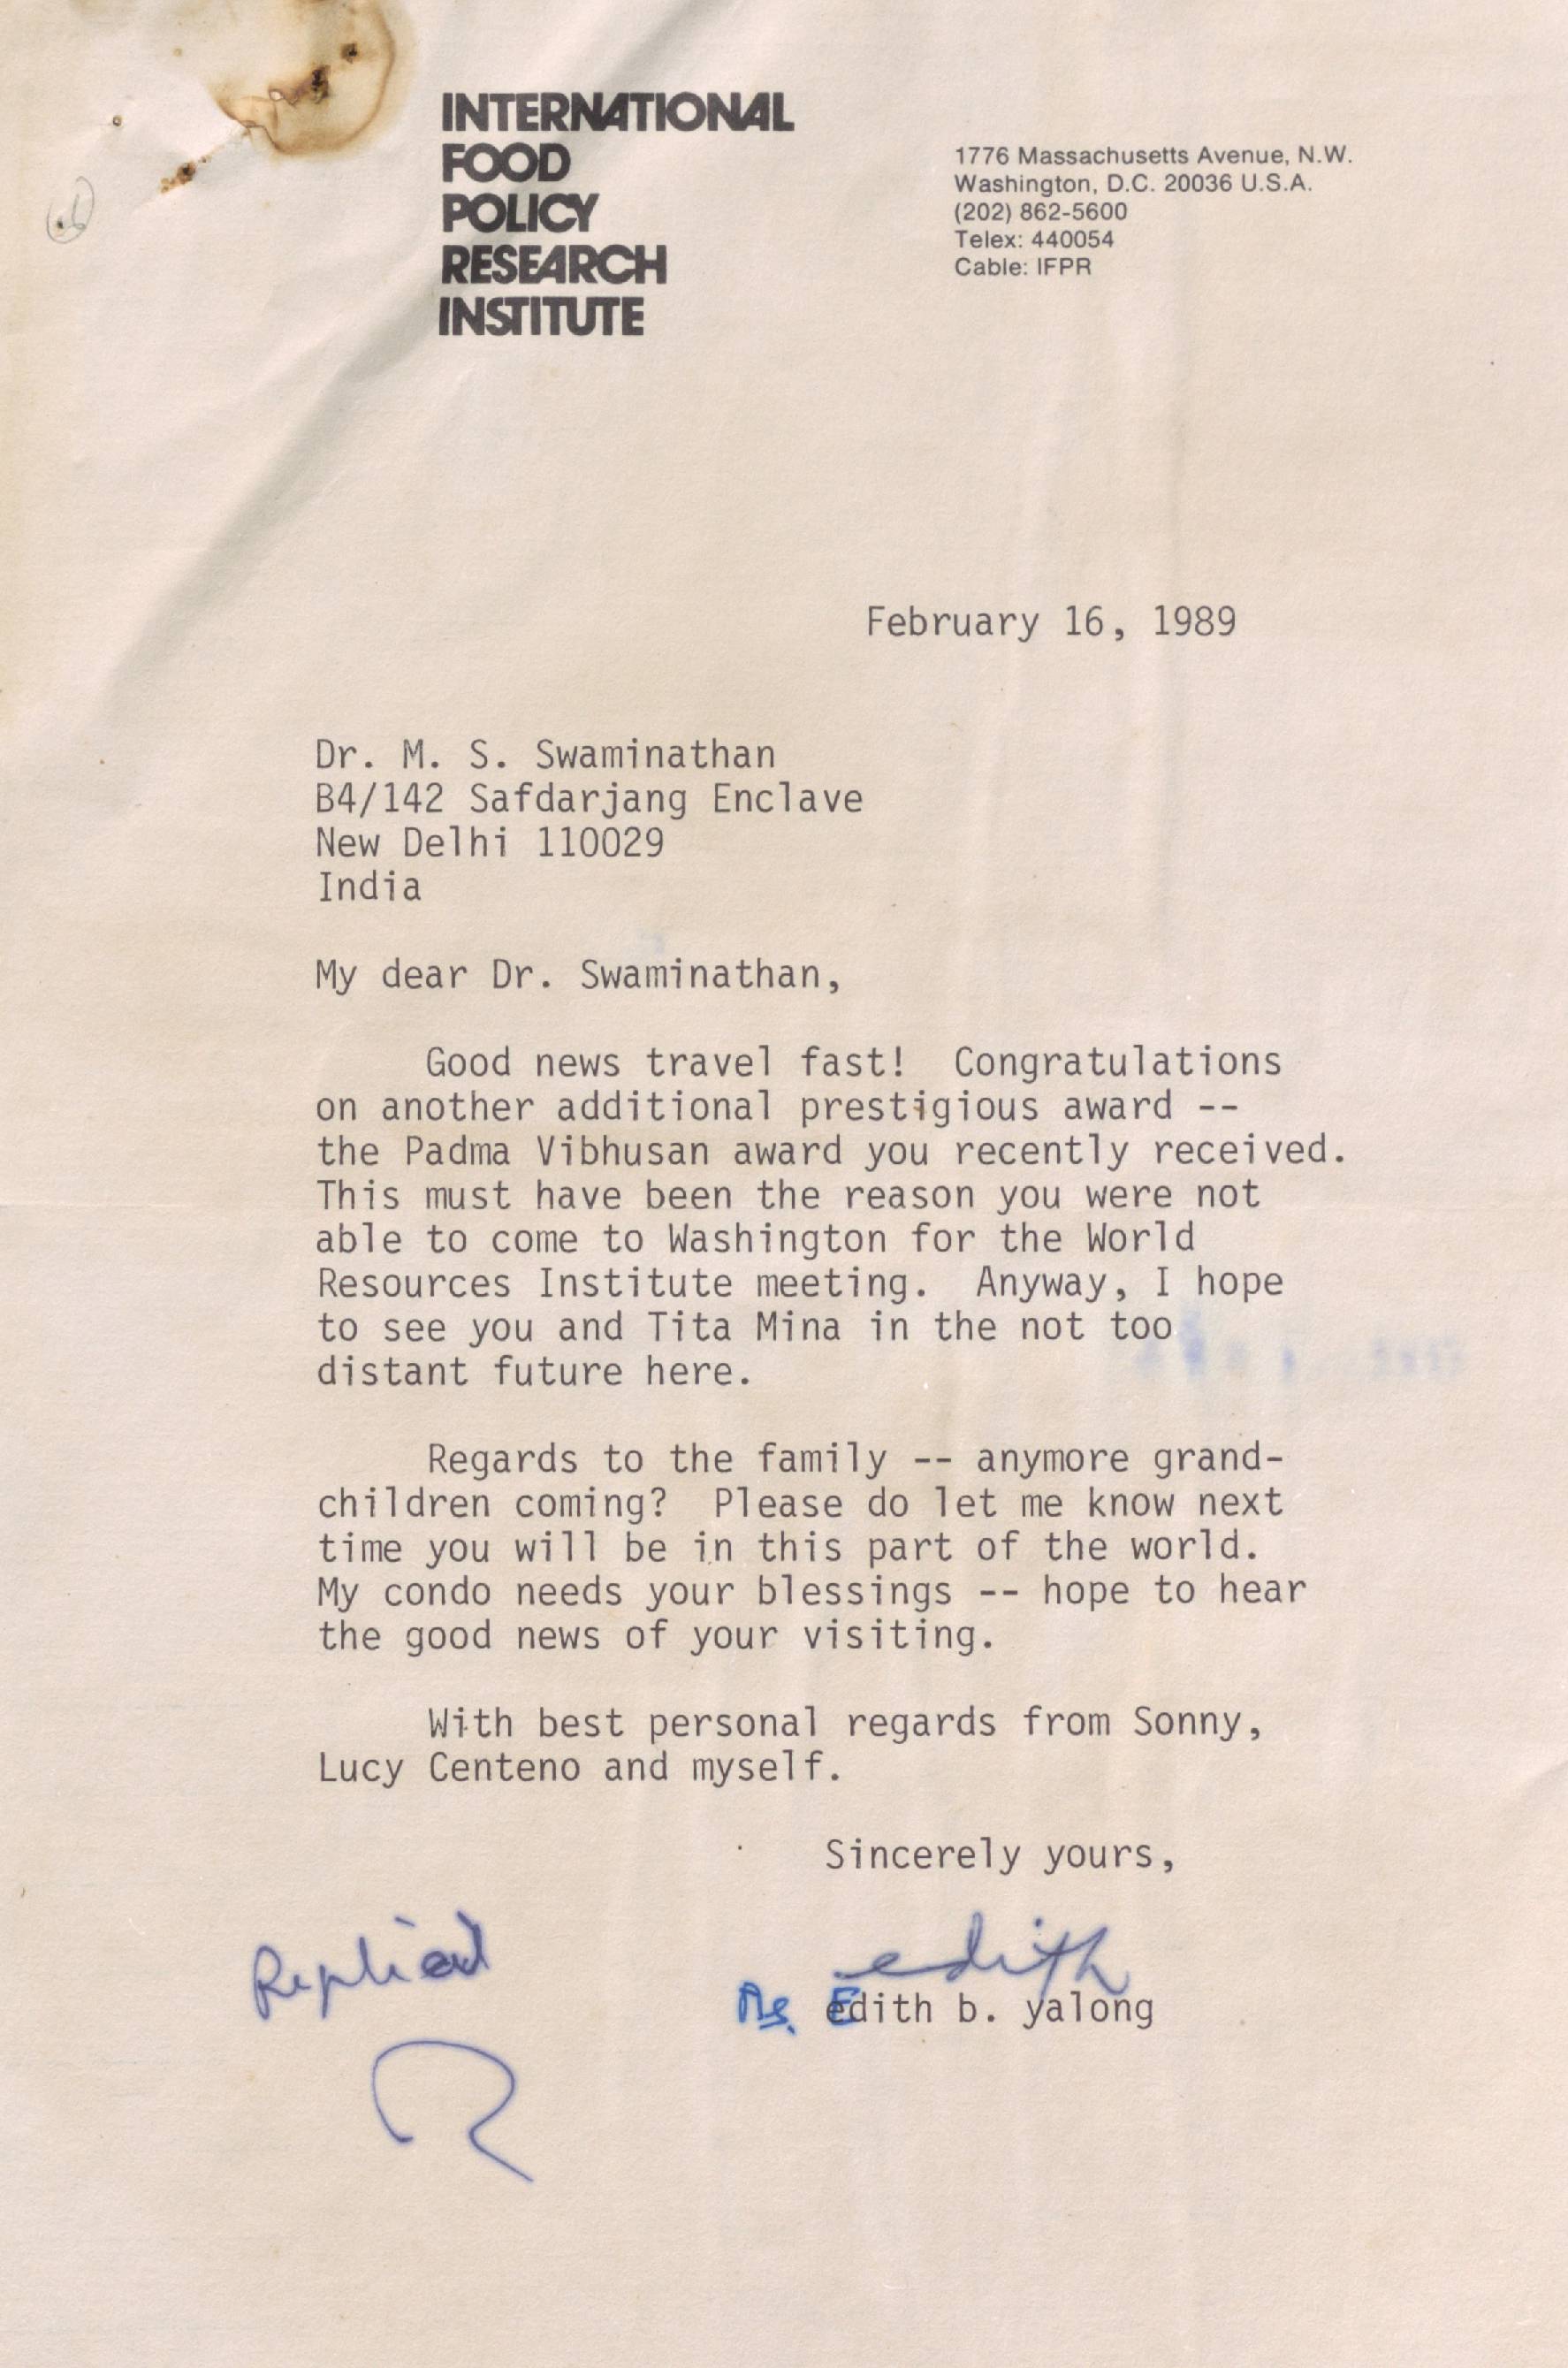 INTERNATIONAL
FOOD
POLICY
RESEARCH
INSTITUTE
1776 Massachusetts Avenue, N.W.
Washington, D.C. 20036 U.S.A.
(202) 862-5600
Telex: 440054
Cable: IFPR
February 16, 1989
Dr. M. S. Swaminathan
B4/142 Safdarjang Enclave
New Delhi 110029
India
My dear Dr. Swaminathan,
Good news travel fast! Congratulations
on another additional prestigious award --
the Padma Vibhusan award you recently received.
This must have been the reason you were not
able to come to Washington for the World
Resources Institute meeting. Anyway, I hope
to see you and Tita Mina in the not too
distant future here.
Regards to the family -- anymore grand-
children coming? Please do let me know next
time you will be in this part of the world.
My condo needs your blessings -- hope to hear
the good news of your visiting.
With best personal regards from Sonny,
Lucy Centeno and myself.
Sincerely yours,
Replied
edith
Ms. Edith b. yalong